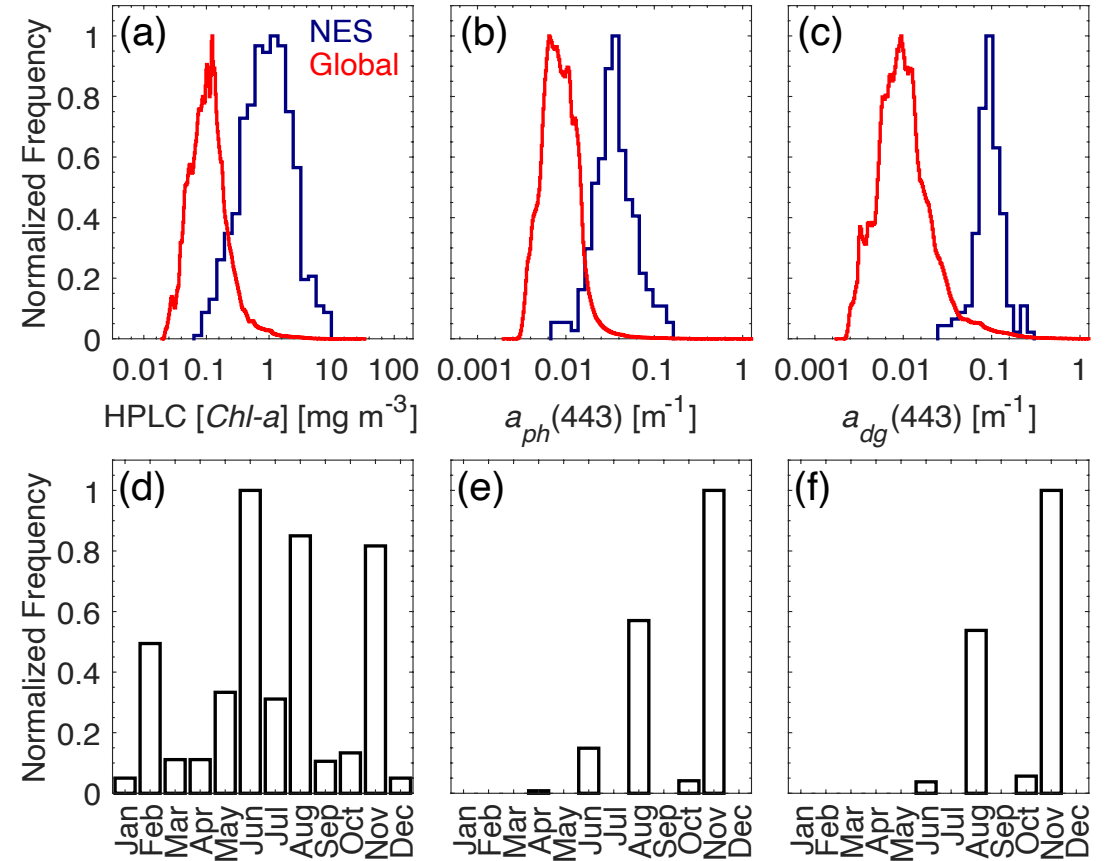 (a) NES
Global
(b)
(c)
Normalized Frequency
1
0.8
0.6
0.4
0.2
0
0.01 0.1 1 10 100
0.001 0.01 0.1 1
0.001 0.01 0.1 1
HPLC [Chl-a] [mg m-3]
aph(443) [m-1]
adg(443) [m-1]
(d)
(e)
(f)
Normalized Frequency
1
0.8
0.6
0.4
0.2
0
Jan Feb Mar Apr May Jun Jul Aug Sep Oct Nov Dec
Jan Feb Mar Apr May Jun Jul Aug Sep Oct Nov Dec
Jan Feb Mar Apr May Jun Jul Aug Sep Oct Nov Dec